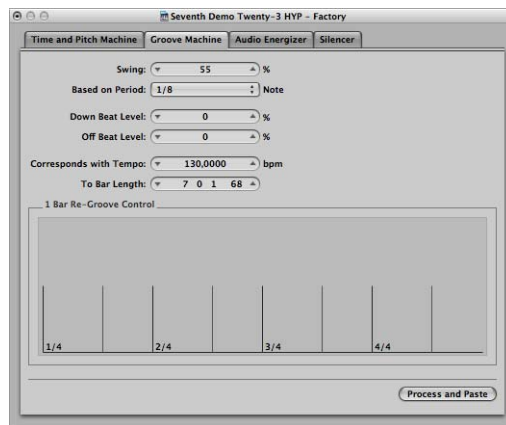 Seventh Demo Twenty-3 HYP - Factory
Time and Pitch Machine Groove Machine Audio Energizer Silencer
Swing: 55 %
Based on Period: 1/8 Note
Down Beat Level: 0 %
Off Beat Level: 0 %
Corresponds with Tempo: 130,0000 bpm
To Bar Length: 7 0 1 68
1 Bar Re-Groove Control
1/4 2/4 3/4 4/4
Process and Paste